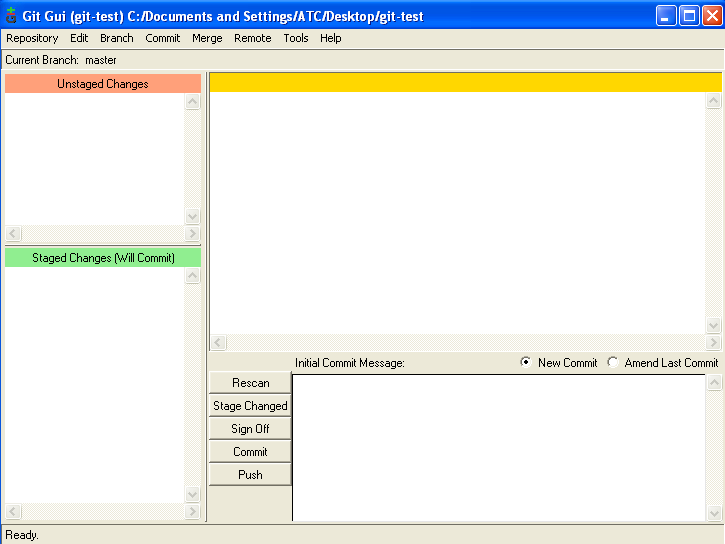 Git Gui (git-test) C:/Documents and Settings/ATC/Desktop/git-test
Repository Edit Branch Commit Merge Remote Tools Help
Current Branch: master
Unstaged Changes
Staged Changes (Will Commit)
Initial Commit Message: New Commit Amend Last Commit
Rescan
Stage Changed
Sign Off
Commit
Push
Ready.